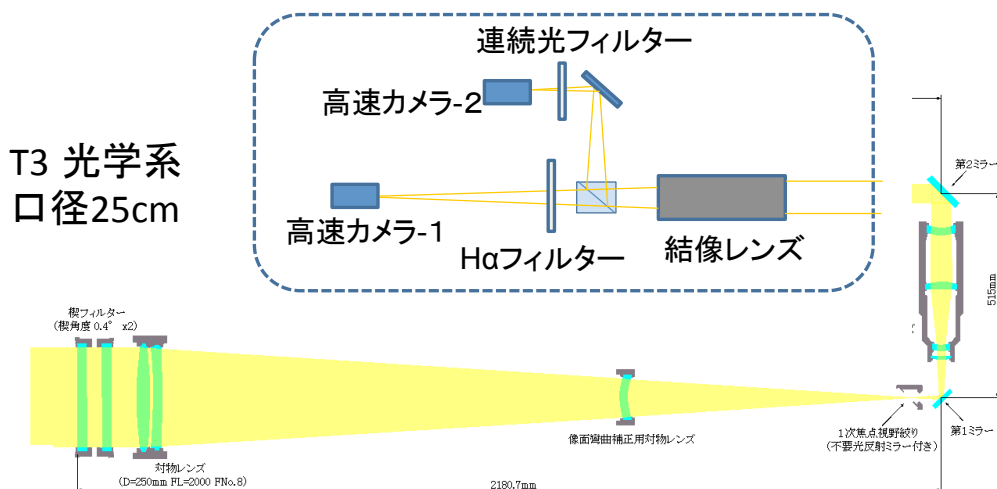 連続光フィルター
高速カメラ-2
T3 光学系
口径25cm
高速カメラ-1
Hαフィルター
結像レンズ
第2ミラー
515mm
楔フィルター
(楔角度 0.4° x2)
像面彎曲補正用対物レンズ
1次焦点視野絞り
(不要光反射ミラー付き)
第1ミラー
対物レンズ
(D=250mm FL=2000 FNo.8)
2180.7mm